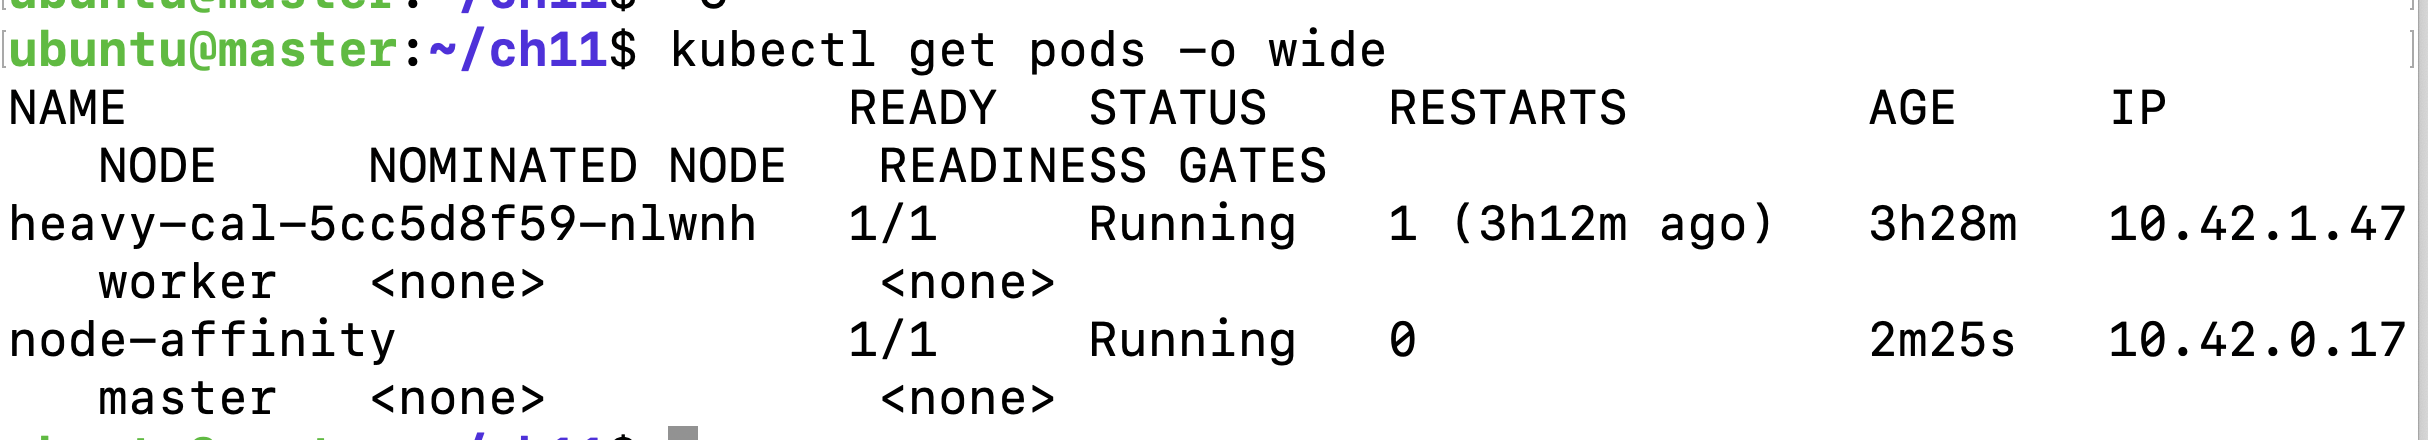 ubuntu@master:~/ch11$ kubectl get pods -o wide
NAME                        READY   STATUS    RESTARTS        AGE     IP
   NODE     NOMINATED NODE   READINESS GATES
heavy-cal-5cc5d8f59-nlwnh   1/1     Running   1 (3h12m ago)   3h28m   10.42.1.47
   worker   <none>           <none>
node-affinity               1/1     Running   0               2m25s   10.42.0.17
   master   <none>           <none>